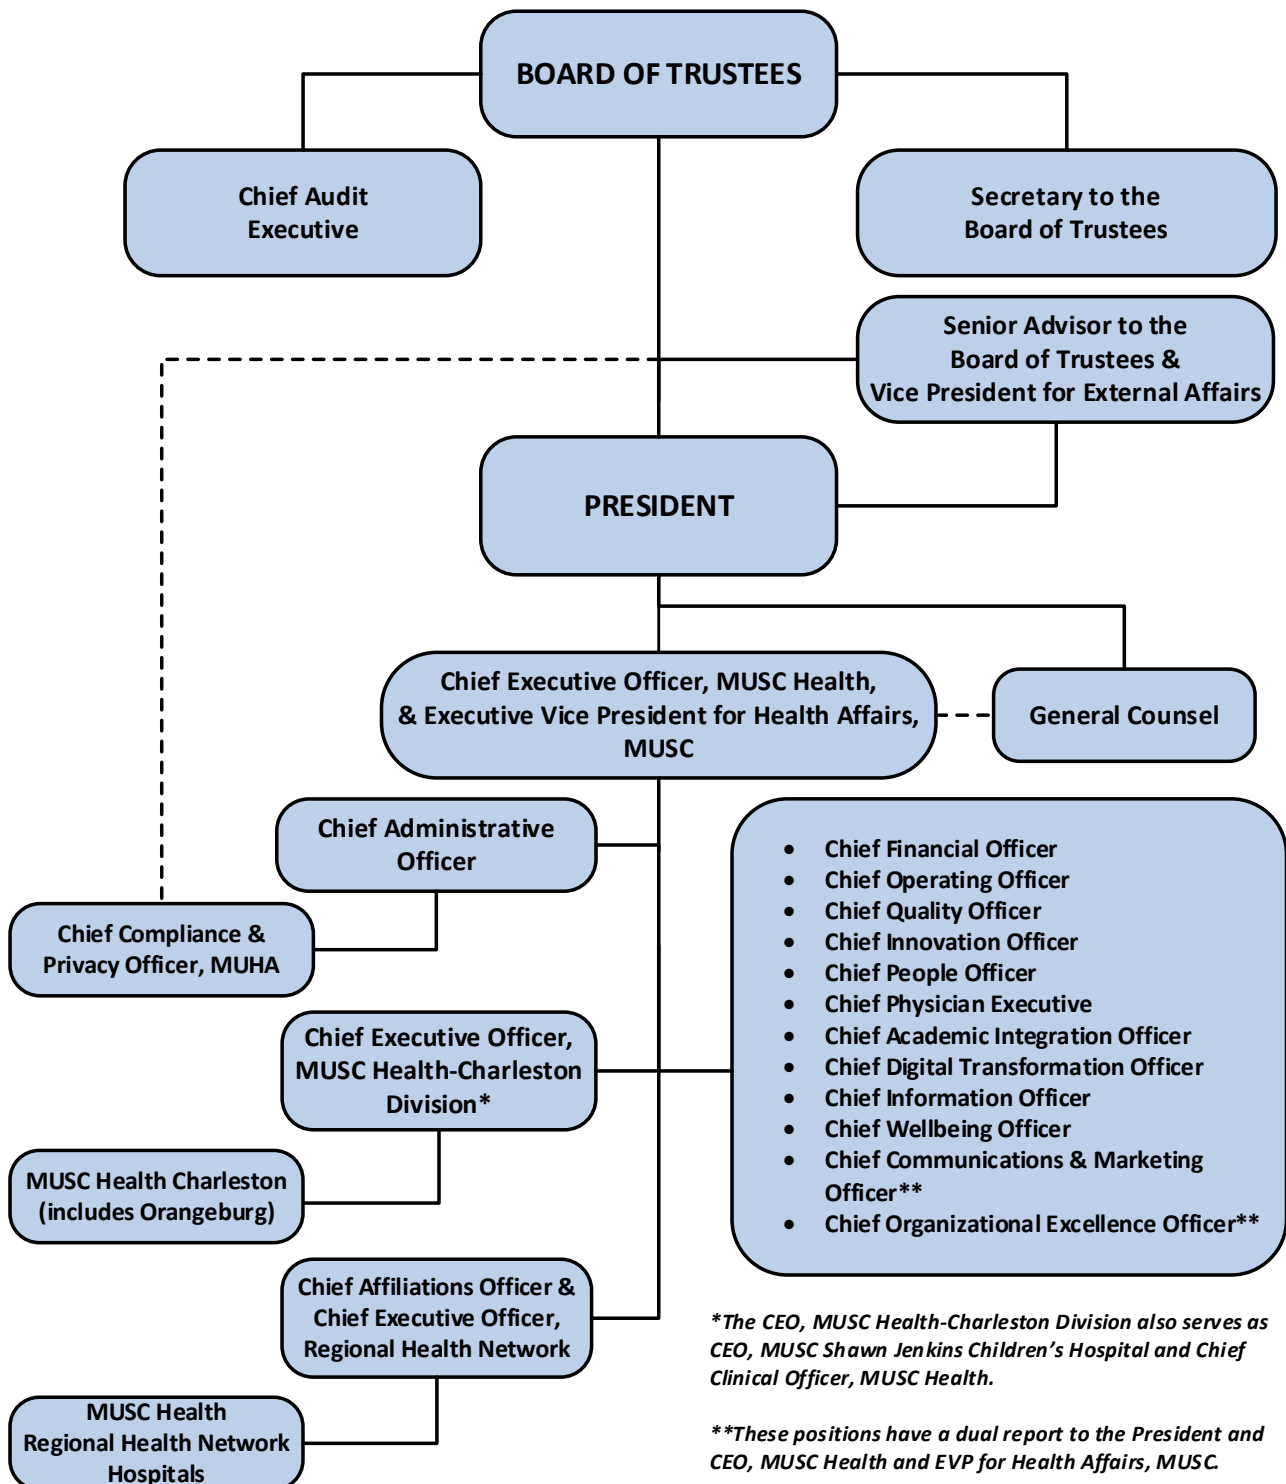 BOARD OF TRUSTEES
Chief Audit
Executive
Secretary to the
Board of Trustees
Senior Advisor to the
Board of Trustees &
Vice President for External Affairs
PRESIDENT
Chief Executive Officer, MUSC Health,
& Executive Vice President for Health Affairs,
MUSC
General Counsel
Chief Administrative
Officer
Chief Compliance &
Privacy Officer, MUHA
Chief Executive Officer,
MUSC Health-Charleston
Division*
MUSC Health Charleston
(includes Orangeburg)
Chief Affiliations Officer &
Chief Executive Officer,
Regional Health Network
MUSC Health
Regional Health Network
Hospitals
• Chief Financial Officer
• Chief Operating Officer
• Chief Quality Officer
• Chief Innovation Officer
• Chief People Officer
• Chief Physician Executive
• Chief Academic Integration Officer
• Chief Digital Transformation Officer
• Chief Information Officer
• Chief Wellbeing Officer
• Chief Communications & Marketing
Officer**
• Chief Organizational Excellence Officer**
*The CEO, MUSC Health-Charleston Division also serves as
CEO, MUSC Shawn Jenkins Children's Hospital and Chief
Clinical Officer, MUSC Health.
**These positions have a dual report to the President and
CEO, MUSC Health and EVP for Health Affairs, MUSC.